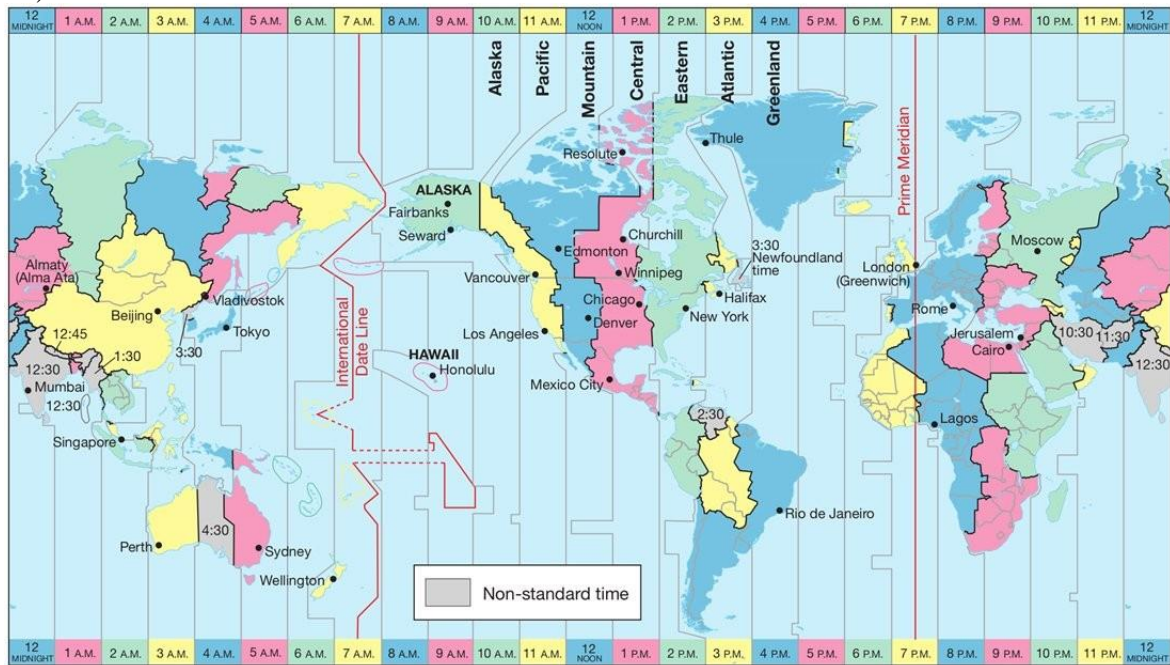 12 MIDNIGHT 1 A.M. 2 A.M. 3 A.M. 4 A.M. 5 A.M. 6 A.M. 7 A.M. 8 A.M. 9 A.M. 10 A.M. 11 A.M. 12 NOON 1 P.M. 2 P.M. 3 P.M. 4 P.M. 5 P.M. 6 P.M. 7 P.M. 8 P.M. 9 P.M. 10 P.M. 11 P.M. 12 MIDNIGHT
Alaska
Pacific
Mountain
Central
Eastern
Atlantic
Greenland
Prime Meridian
International
Date Line
Thule
Resolute
ALASKA
Fairbanks
Seward
Churchill
Edmonton
3:30
Newfoundland
time
Moscow
Almaty
(Alma Ata)
Vancouver
Winnipeg
London
(Greenwich)
Vladivostok
Halifax
Beijing
Chicago
New York
Rome
Tokyo
Denver
Los Angeles
12:45
3:30
Jerusalem
10:30
11:30
Cairo
1:30
HAWAII
Honolulu
12:30
Mumbai
12:30
Mexico City
12:30
2:30
Lagos
Singapore
Rio de Janeiro
4:30
Perth
Sydney
Wellington
Non-standard time
12 MIDNIGHT 1 A.M. 2 A.M. 3 A.M. 4 A.M. 5 A.M. 6 A.M. 7 A.M. 8 A.M. 9 A.M. 10 A.M. 11 A.M. 12 NOON 1 P.M. 2 P.M. 3 P.M. 4 P.M. 5 P.M. 6 P.M. 7 P.M. 8 P.M. 9 P.M. 10 P.M. 11 P.M. 12 MIDNIGHT